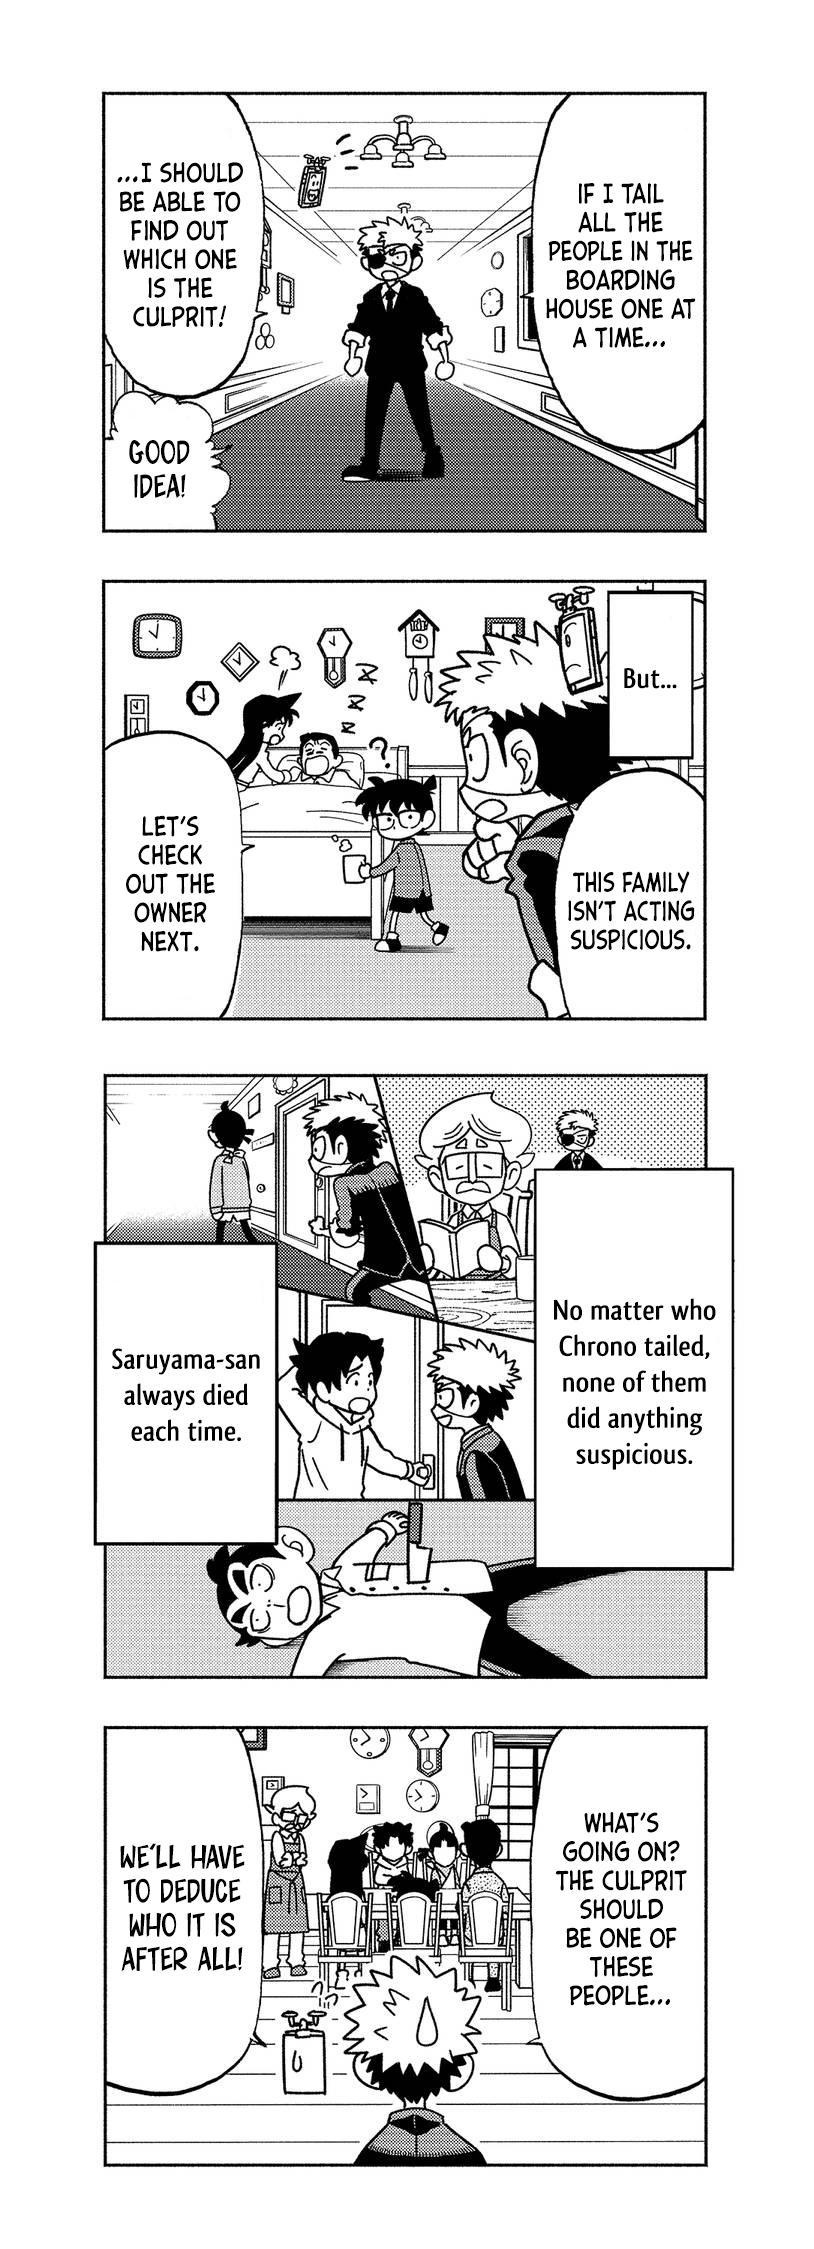 IF I TAIL
ALL THE
PEOPLE IN THE
BOARDING
HOUSE ONE AT
A TIME...
...I SHOULD
BE ABLE TO
FIND OUT
WHICH ONE
IS THE
CULPRIT!
GOOD
IDEA!
But...
THIS FAMILY
ISN'T ACTING
SUSPICIOUS.
?
Z
Z
Z
LET'S
CHECK
OUT THE
OWNER
NEXT.
No matter who
Chrono tailed,
none of them
did anything
suspicious.
Saruyama-san
always died
each time.
WHAT'S
GOING ON?
THE CULPRIT
SHOULD
BE ONE OF
THESE
PEOPLE...
WE'LL HAVE
TO DEDUCE
WHO IT IS
AFTER ALL!